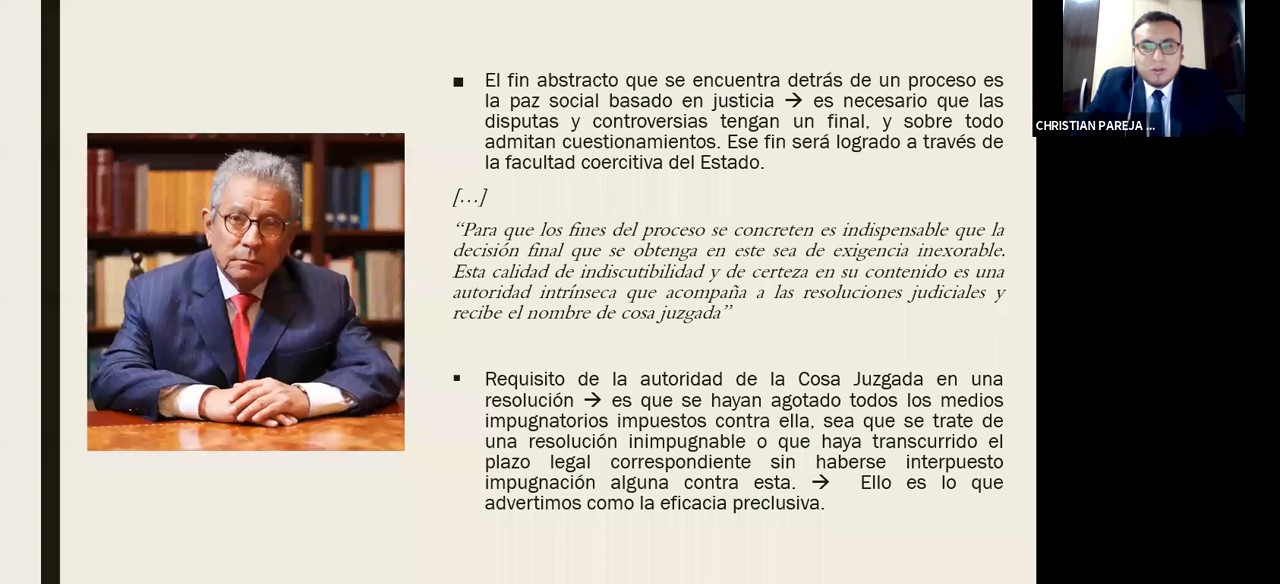 ■ El fin abstracto que se encuentra detrás de un proceso es
la paz social basado en justicia → es necesario que las
disputas y controversias tengan un final, y sobre todo
admitan cuestionamientos. Ese fin será logrado a través de
la facultad coercitiva del Estado.
[…]
“Para que los fines del proceso se concreten es indispensable que la
decisión final que se obtenga en este sea de exigencia inexorable.
Esta calidad de indiscutibilidad y de certeza en su contenido es una
autoridad intrínseca que acompaña a las resoluciones judiciales y
recibe el nombre de cosa juzgada”
▪ Requisito de la autoridad de la Cosa Juzgada en una
resolución → es que se hayan agotado todos los medios
impugnatorios impuestos contra ella, sea que se trate de
una resolución inimpugnable o que haya transcurrido el
plazo legal correspondiente sin haberse interpuesto
impugnación alguna contra esta. → Ello es lo que
advertimos como la eficacia preclusiva.
CHRISTIAN PAREJA ...